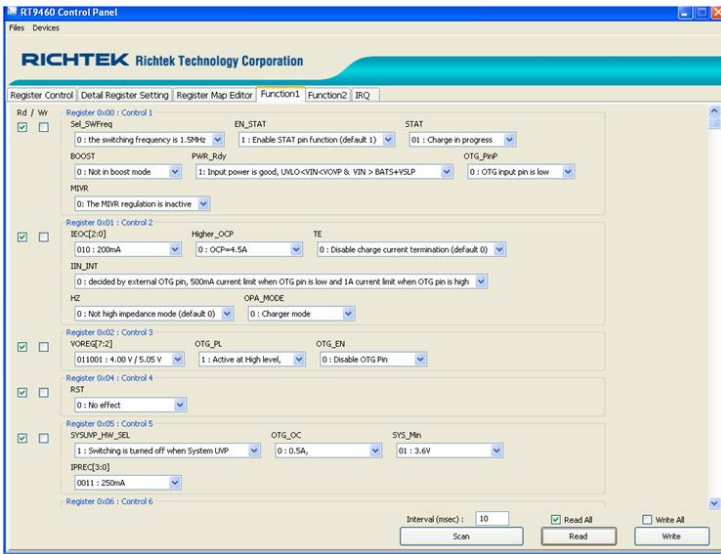 RT9460 Control Panel
Files Devices
RICHTEK Richtek Technology Corporation
Register Control Detail Register Setting Register Map Editor Function1 Function2 IRQ
Rd / Wr
Register 0x00 : Control 1
Sel_SWFreq EN_STAT STAT
0 : the switching frequency is 1.5MHz 1 : Enable STAT pin function (default 1) 01 : Charge in progress
BOOST PWR_Rdy OTG_PinP
0 : Not in boost mode 1: Input power is good, UVLO<VIN<VOVP & VIN > BATS+VSLP 0 : OTG input pin is low
MIVR
0: The MIVR regulation is inactive
Register 0x01 : Control 2
IEOC[2:0] Higher_OCP TE
010 : 200mA 0 : OCP=4.5A 0 : Disable charge current termination (default 0)
IIN_INT
0 : decided by external OTG pin, 500mA current limit when OTG pin is low and 1A current limit when OTG pin is high
HZ OPA_MODE
0 : Not high impedance mode (default 0) 0 : Charger mode
Register 0x02 : Control 3
VOREG[7:2] OTG_PL OTG_EN
011001 : 4.00 V / 5.05 V 1 : Active at High level, 0 : Disable OTG Pin
Register 0x04 : Control 4
RST
0 : No effect
Register 0x05 : Control 5
SYSUVP_HW_SEL OTG_OC SYS_Min
1 : Switching is turned off when System UVP 0 : 0.5A, 01 : 3.6V
IPREC[3:0]
0011 : 250mA
Register 0x06 : Control 6
Interval (msec) : 10 Read All Write All
Scan Read Write